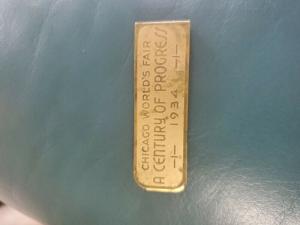 CHICAGO WORLD'S FAIR
A CENTURY OF PROGRESS
1934